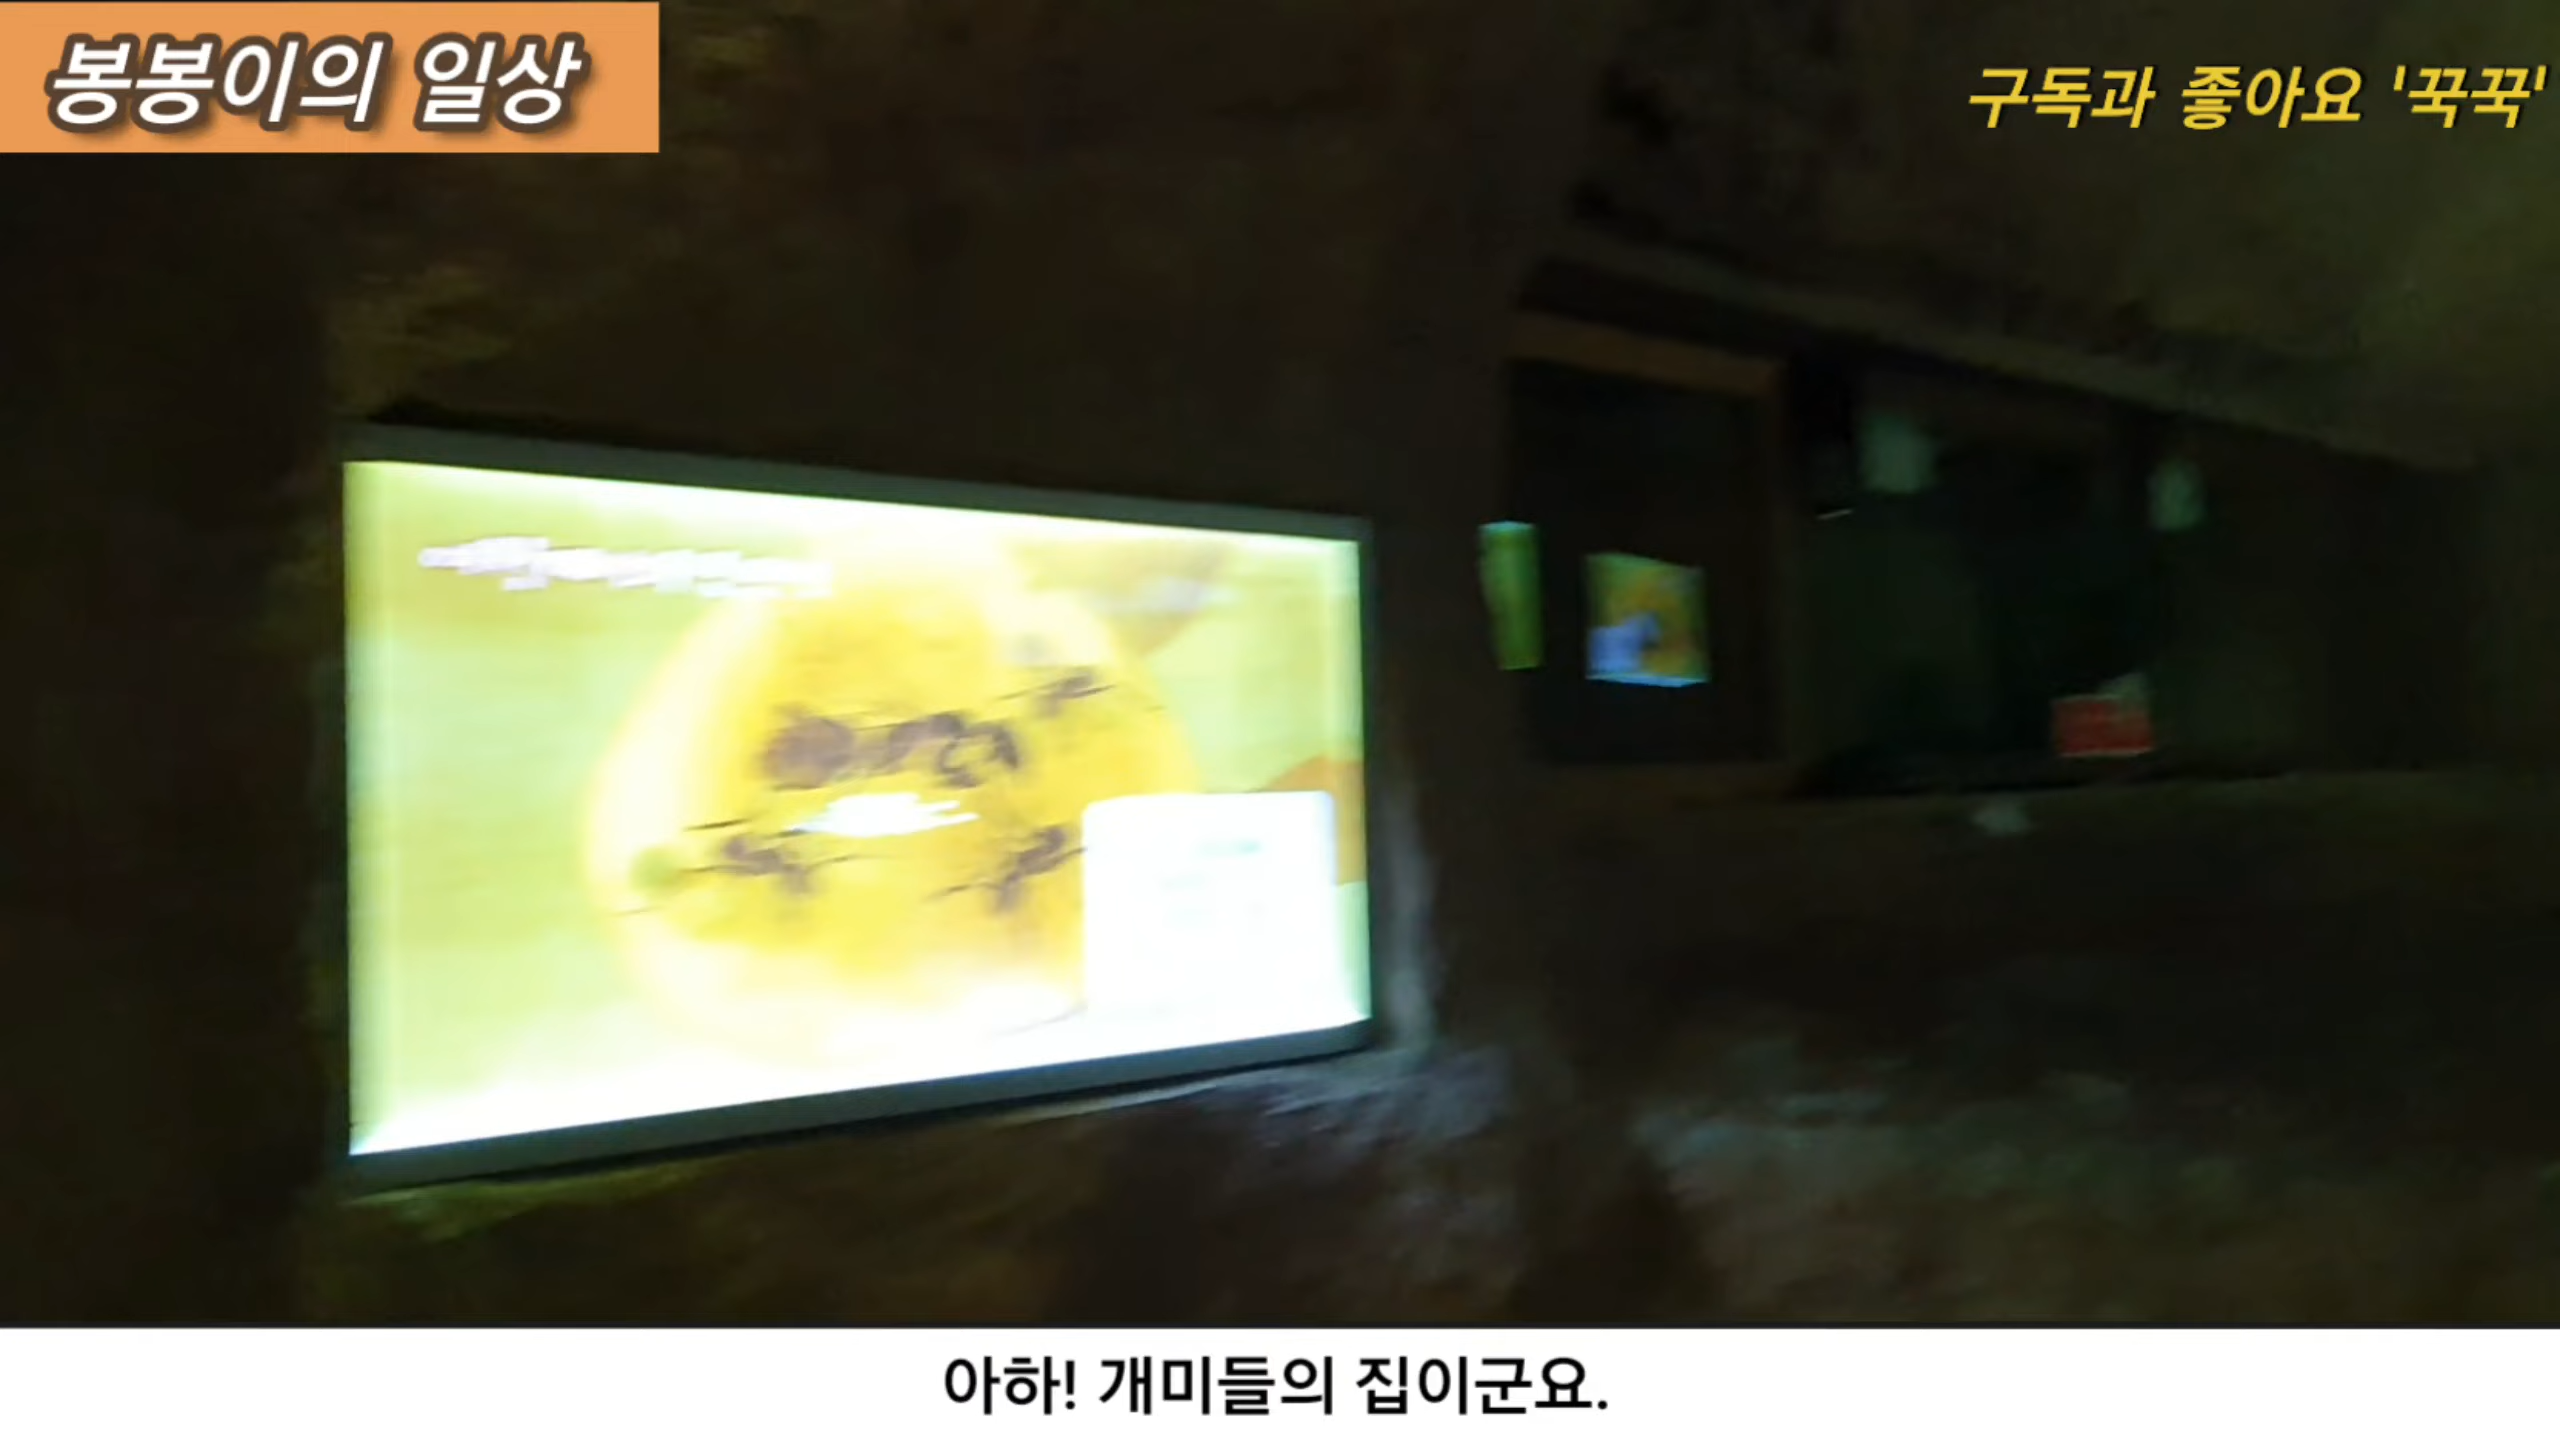 봉봉이의 일상
구독과 좋아요 '꾹꾹'
아하! 개미들의 집이군요.